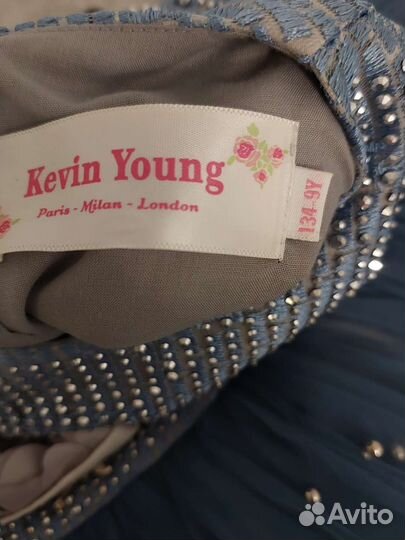 Kevin Young
Paris - Milan - London
134-9Y
Avito